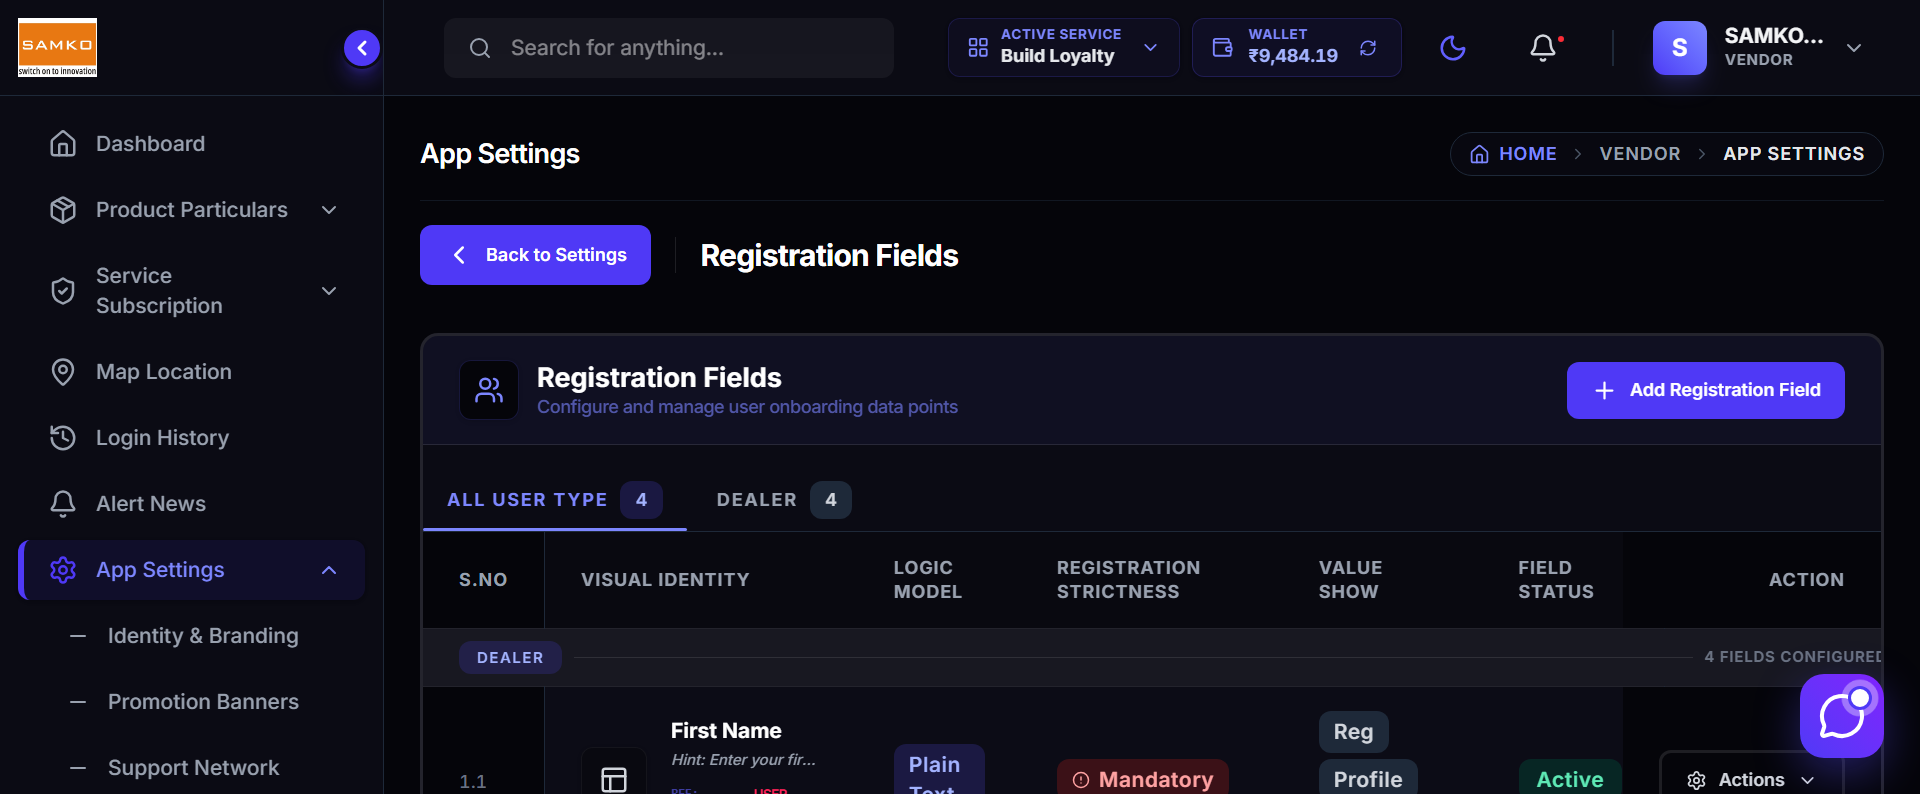 SAMKO
switch on to innovation
Search for anything...
ACTIVE SERVICE
Build Loyalty
WALLET
₹9,484.19
S
SAMKO...
VENDOR
Dashboard
Product Particulars
Service
Subscription
Map Location
Login History
Alert News
App Settings
Identity & Branding
Promotion Banners
Support Network
App Settings
HOME > VENDOR > APP SETTINGS
Back to Settings
Registration Fields
Registration Fields
Configure and manage user onboarding data points
Add Registration Field
ALL USER TYPE 4
DEALER 4
S.NO
VISUAL IDENTITY
LOGIC
MODEL
REGISTRATION
STRICTNESS
VALUE
SHOW
FIELD
STATUS
ACTION
DEALER
4 FIELDS CONFIGURED
1.1
First Name
Hint: Enter your fir...
Plain
Text
Mandatory
Reg
Profile
Active
Actions